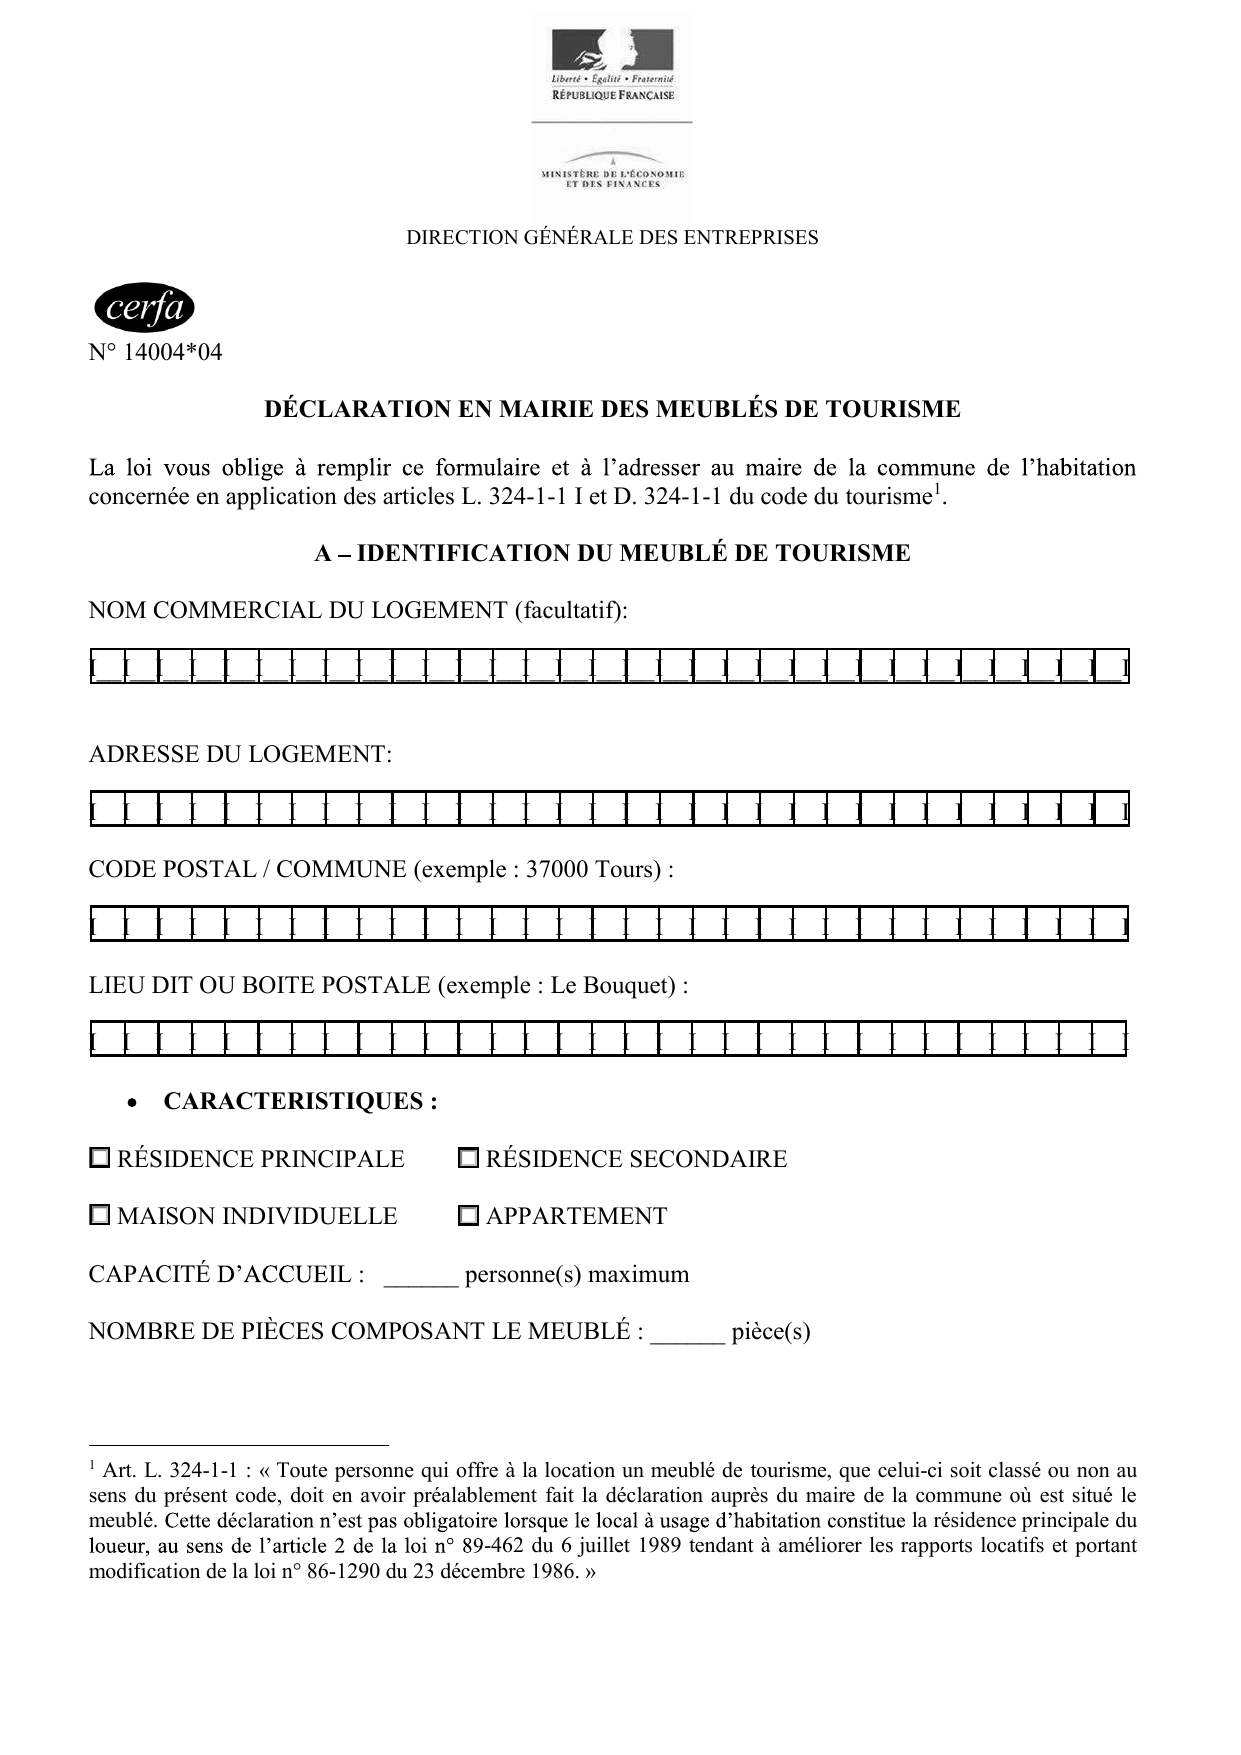 Liberté • Égalité • Fraternité
RÉPUBLIQUE FRANÇAISE
MINISTÈRE DE L'ÉCONOMIE
ET DES FINANCES
DIRECTION GÉNÉRALE DES ENTREPRISES
cerfa
N° 14004*04
DÉCLARATION EN MAIRIE DES MEUBLÉS DE TOURISME
La loi vous oblige à remplir ce formulaire et à l’adresser au maire de la commune de l’habitation
concernée en application des articles L. 324-1-1 I et D. 324-1-1 du code du tourisme1.
A – IDENTIFICATION DU MEUBLÉ DE TOURISME
NOM COMMERCIAL DU LOGEMENT (facultatif):
ADRESSE DU LOGEMENT:
CODE POSTAL / COMMUNE (exemple : 37000 Tours) :
LIEU DIT OU BOITE POSTALE (exemple : Le Bouquet) :
• CARACTERISTIQUES :
RÉSIDENCE PRINCIPALE RÉSIDENCE SECONDAIRE
MAISON INDIVIDUELLE APPARTEMENT
CAPACITÉ D’ACCUEIL : ______ personne(s) maximum
NOMBRE DE PIÈCES COMPOSANT LE MEUBLÉ : ______ pièce(s)
1 Art. L. 324-1-1 : « Toute personne qui offre à la location un meublé de tourisme, que celui-ci soit classé ou non au
sens du présent code, doit en avoir préalablement fait la déclaration auprès du maire de la commune où est situé le
meublé. Cette déclaration n’est pas obligatoire lorsque le local à usage d’habitation constitue la résidence principale du
loueur, au sens de l’article 2 de la loi n° 89-462 du 6 juillet 1989 tendant à améliorer les rapports locatifs et portant
modification de la loi n° 86-1290 du 23 décembre 1986. »